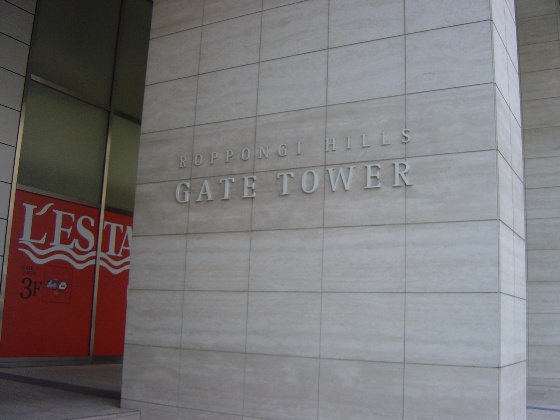 ROPPONGI HILLS
GATE TOWER
L'ESTA
3F